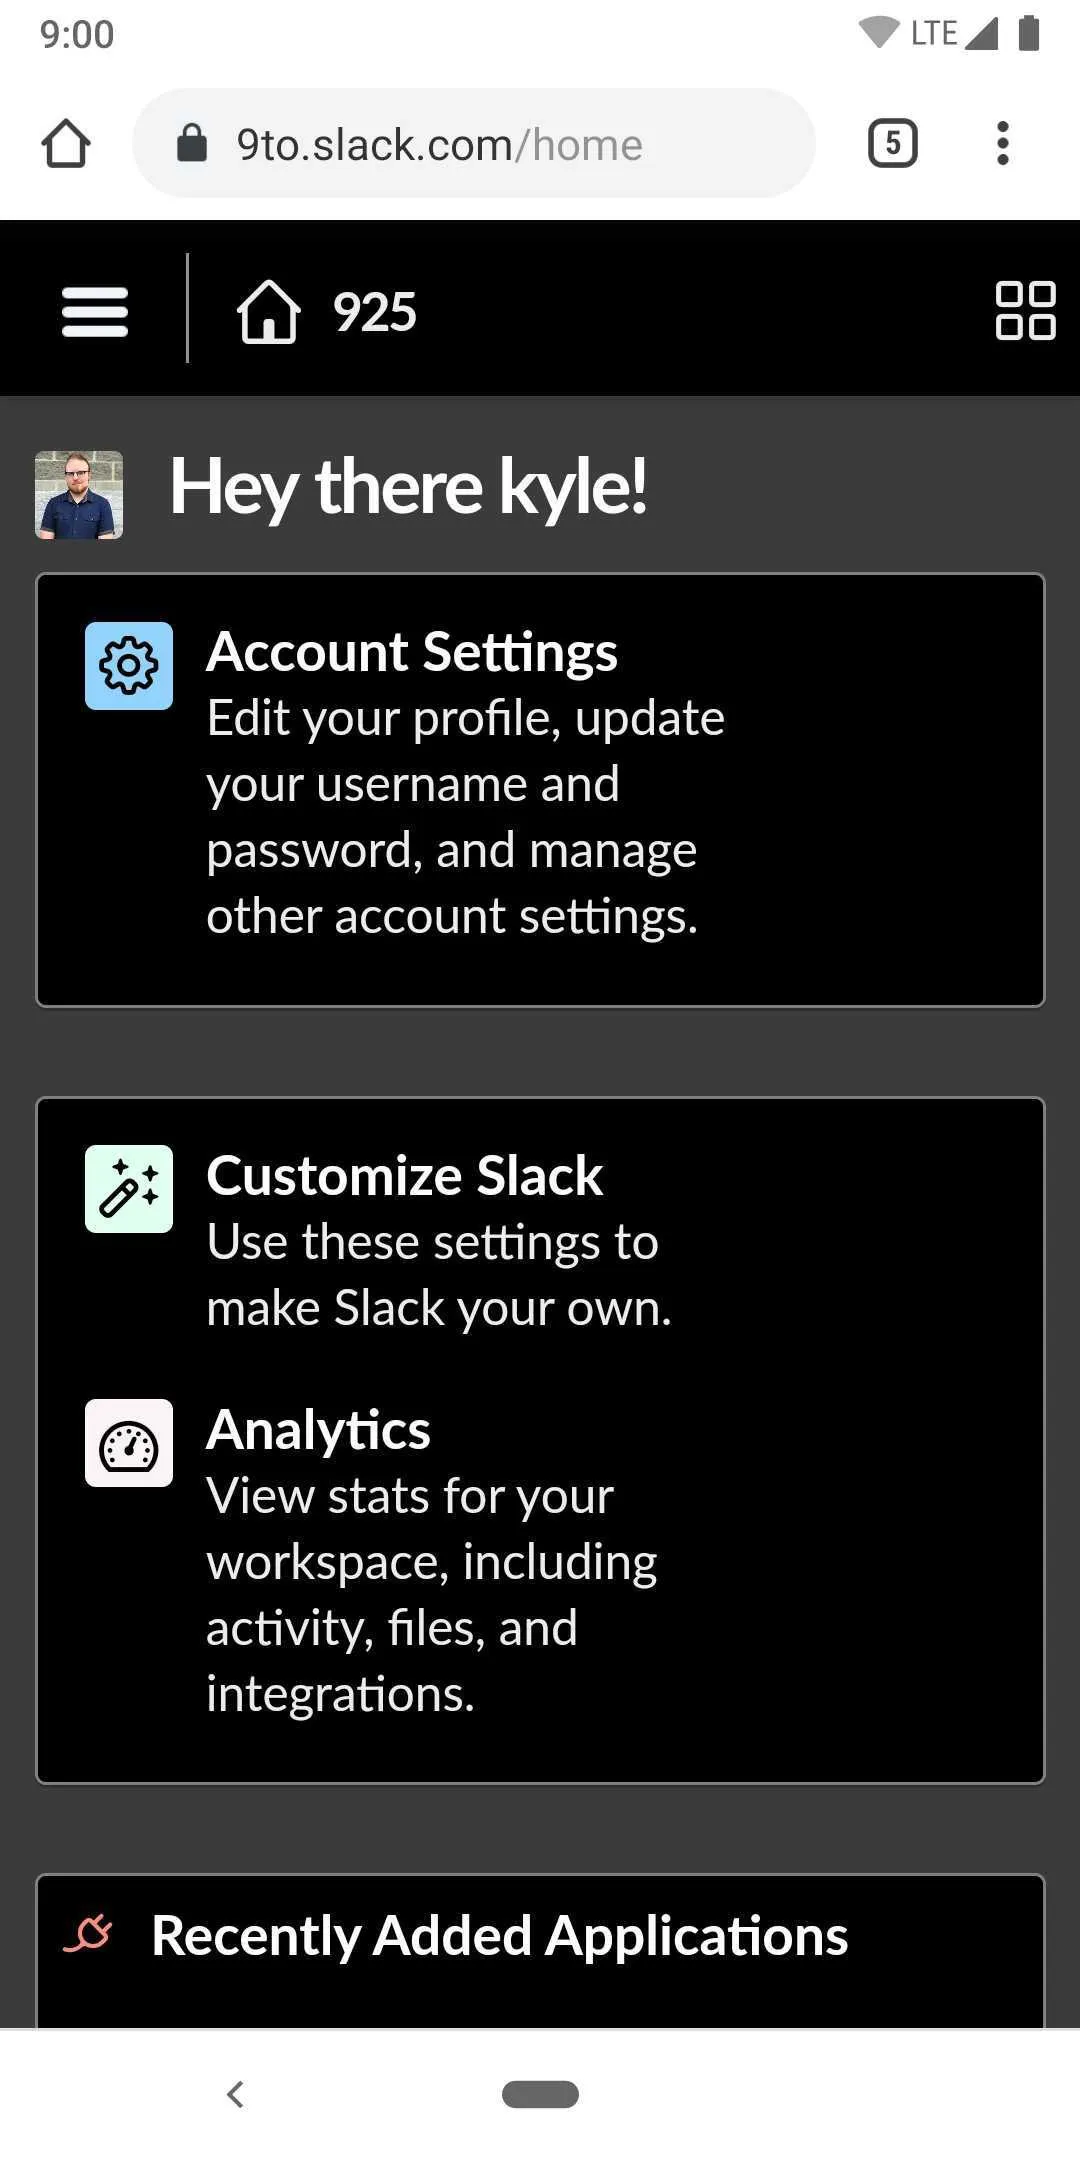 9:00 LTE
9to.slack.com/home 5
925
Hey there kyle!
Account Settings
Edit your profile, update
your username and
password, and manage
other account settings.
Customize Slack
Use these settings to
make Slack your own.
Analytics
View stats for your
workspace, including
activity, files, and
integrations.
Recently Added Applications